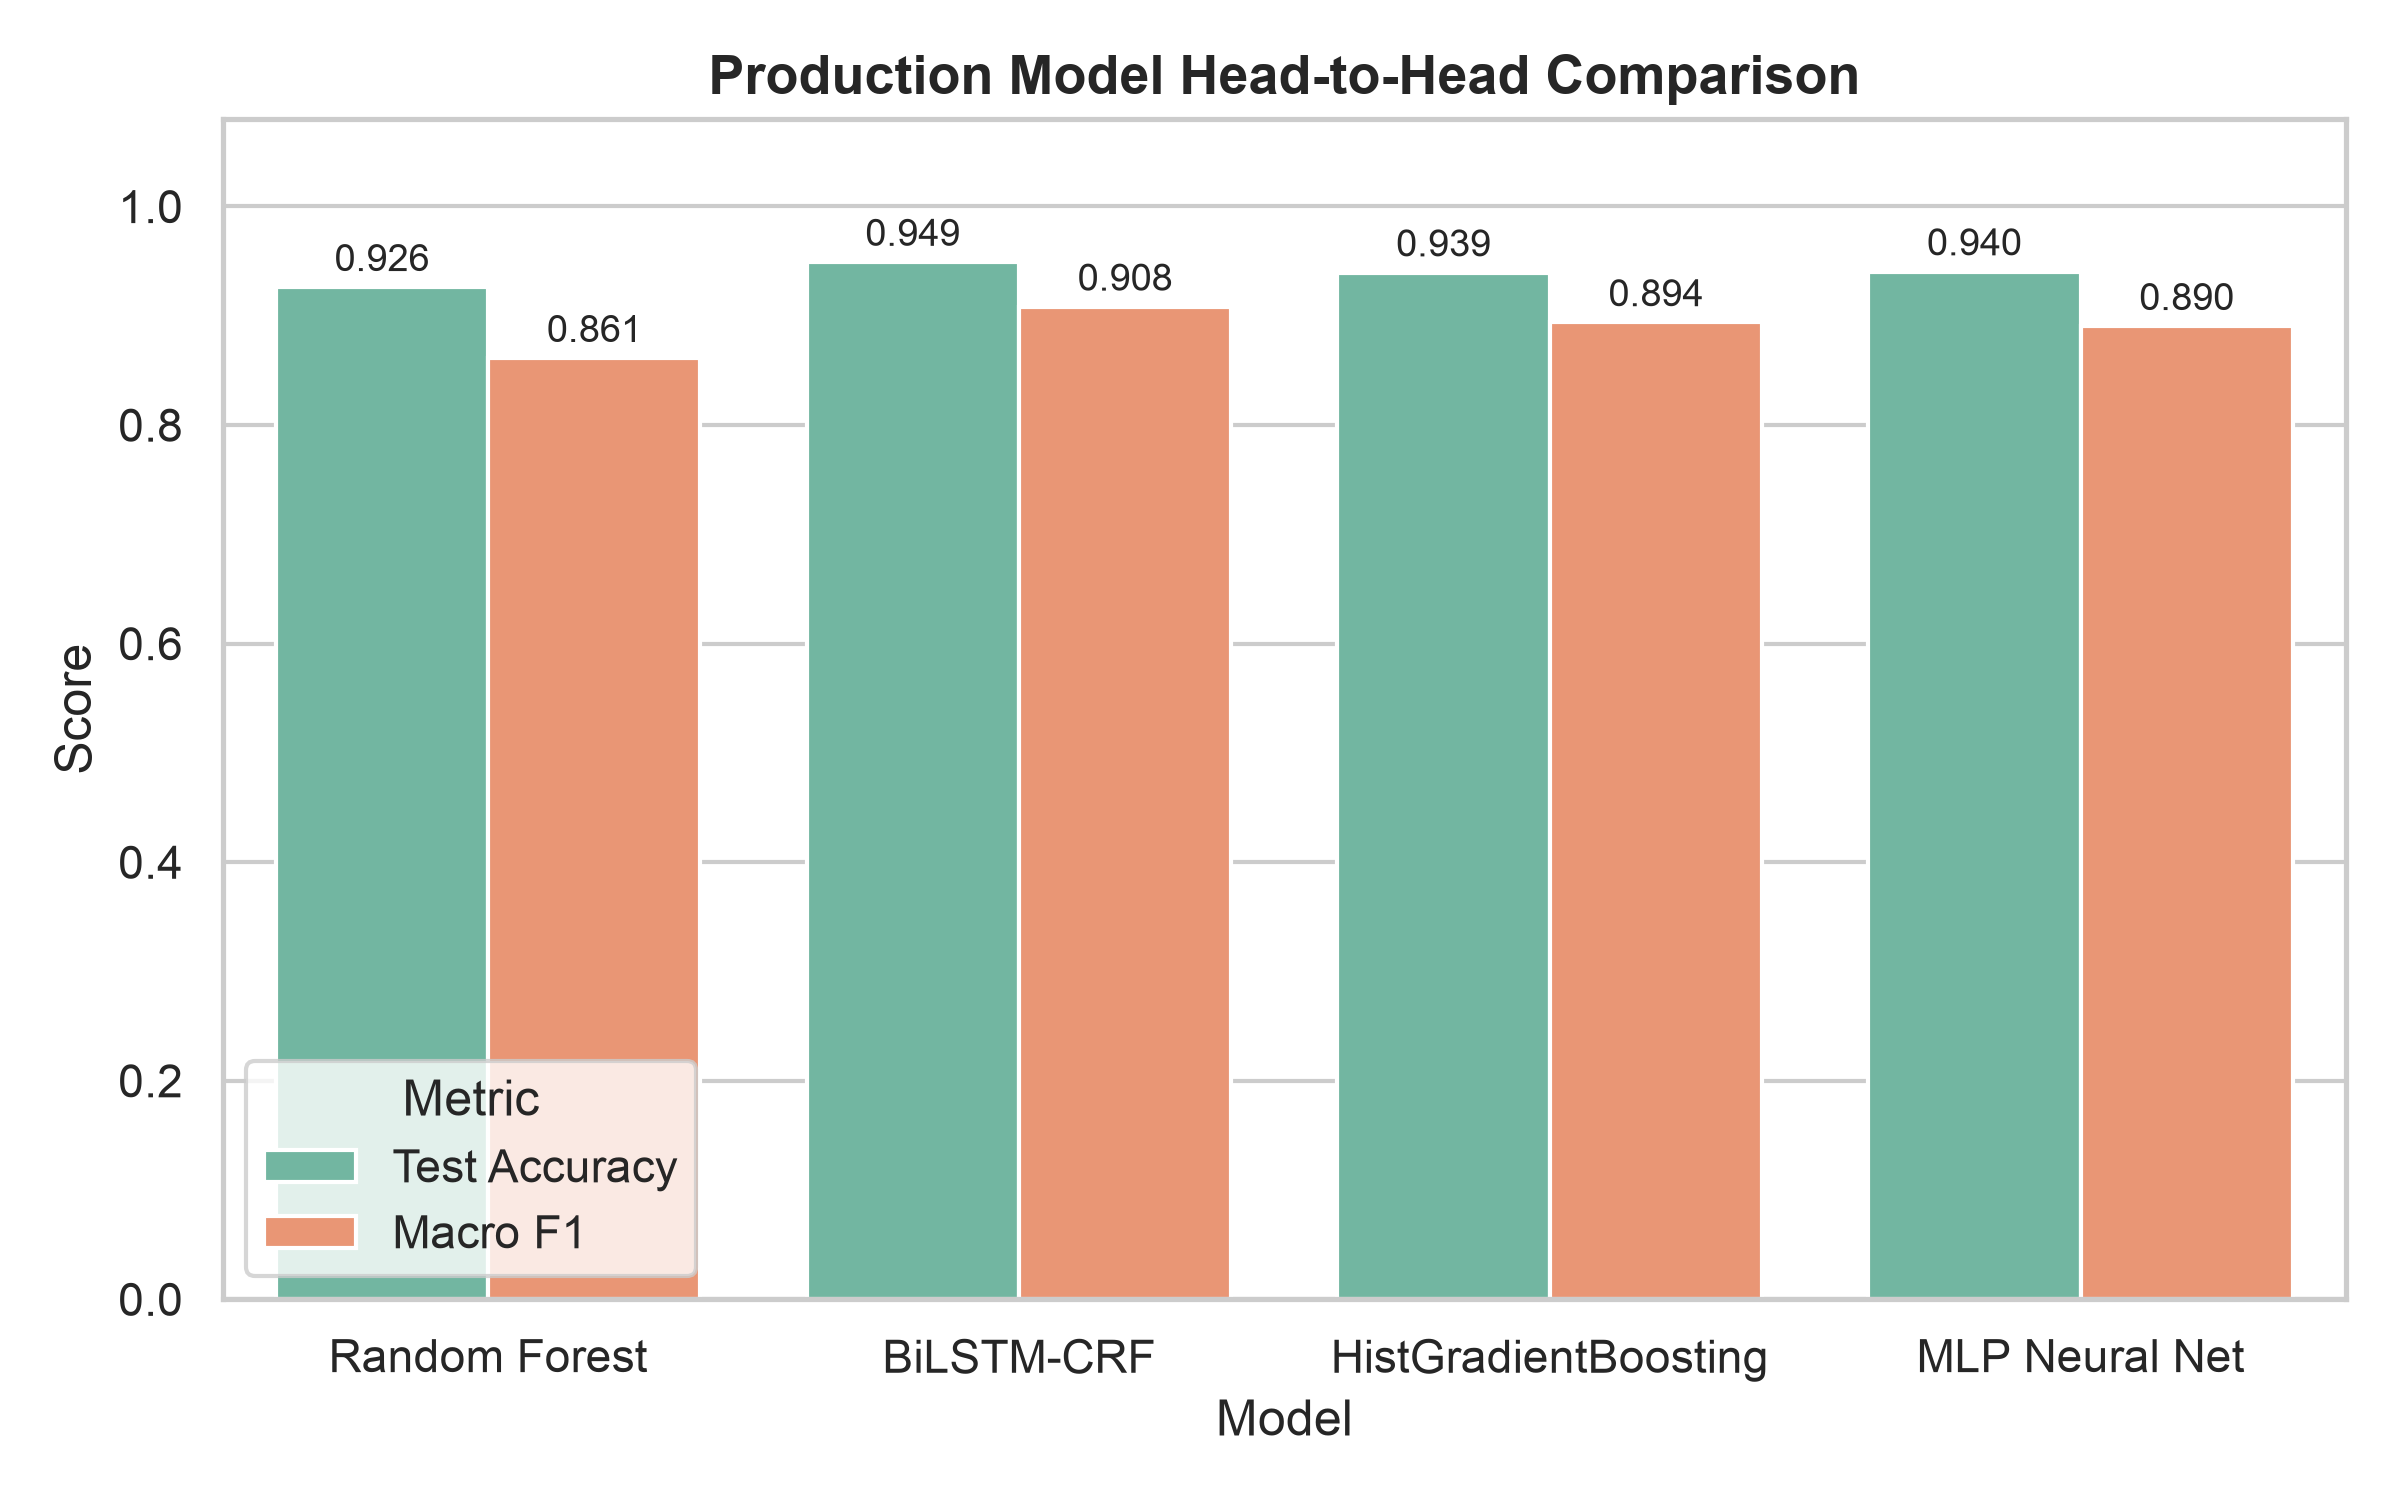 Production Model Head-to-Head Comparison
1.0
0.8
0.6
0.4
0.2
0.0
Score
0.926
0.861
0.949
0.908
0.939
0.894
0.940
0.890
Metric
Test Accuracy
Macro F1
Random Forest
BiLSTM-CRF
HistGradientBoosting
MLP Neural Net
Model